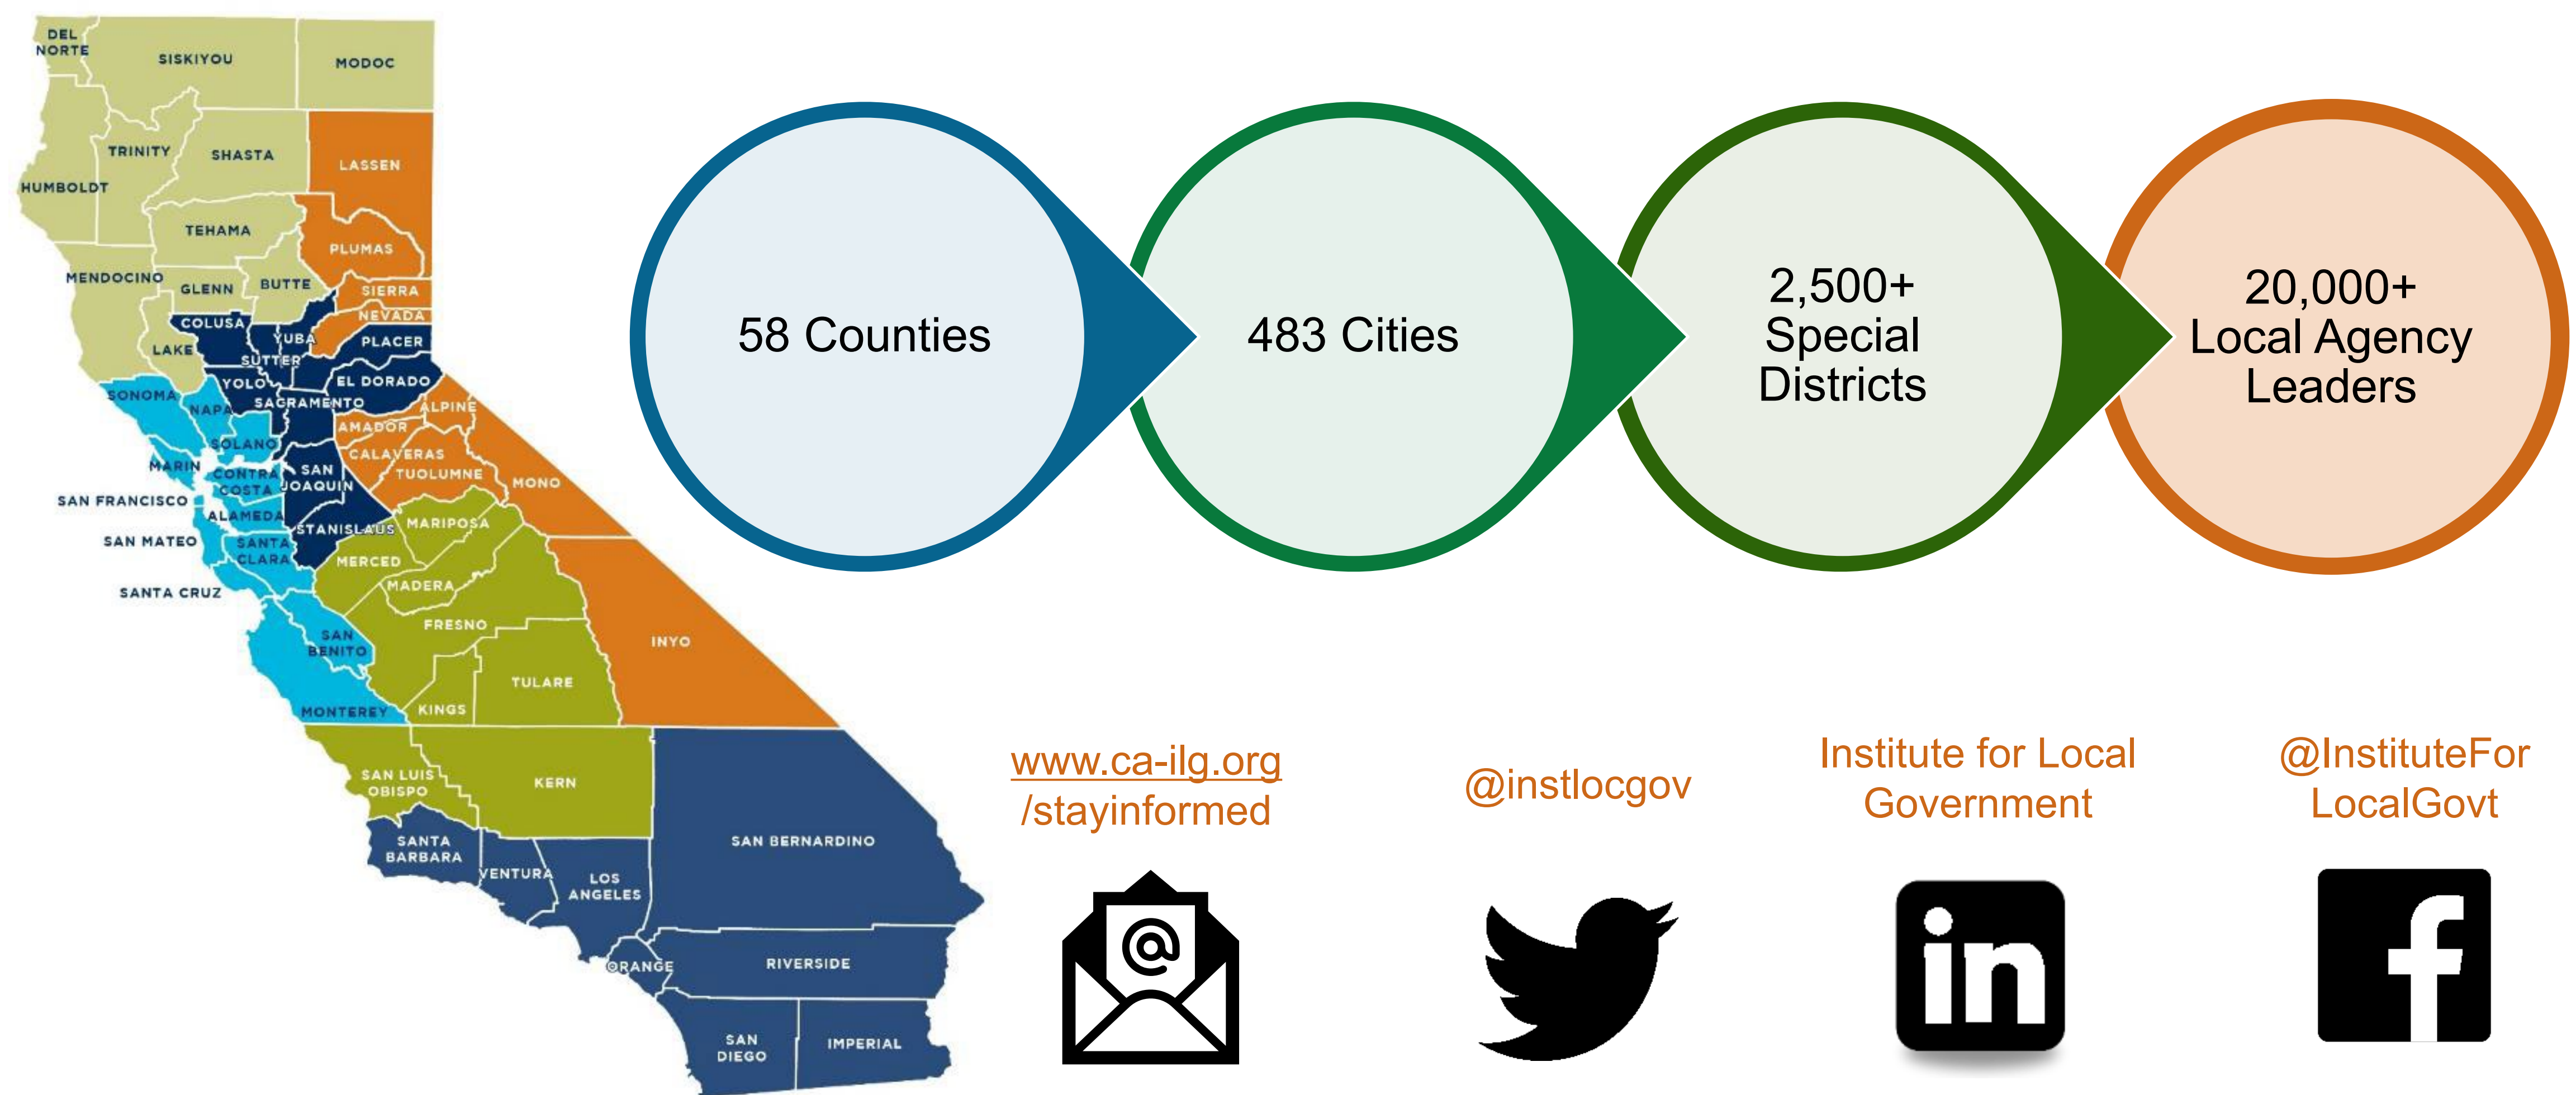 DEL
NORTE
SISKIYOU
MODOC
TRINITY
SHASTA
LASSEN
HUMBOLDT
TEHAMA
PLUMAS
MENDOCINO
GLENN
BUTTE
SIERRA
NEVADA
COLUSA
YUBA
PLACER
LAKE
SUTTER
YOLO
EL DORADO
SONOMA
NAPA
SACRAMENTO
ALPINE
AMADOR
SOLANO
CALAVERAS
MARIN
CONTRA
COSTA
SAN
JOAQUIN
TUOLUMNE
MONO
SAN FRANCISCO
ALAMEDA
STANISLAUS
MARIPOSA
SAN MATEO
SANTA
CLARA
MERCED
MADERA
SANTA CRUZ
FRESNO
SAN
BENITO
INYO
TULARE
MONTEREY
KINGS
SAN LUIS
OBISPO
KERN
SANTA
BARBARA
VENTURA
LOS
ANGELES
SAN BERNARDINO
ORANGE
RIVERSIDE
SAN
DIEGO
IMPERIAL
58 Counties
483 Cities
2,500+
Special
Districts
20,000+
Local Agency
Leaders
www.ca-ilg.org
/stayinformed
@instlocgov
Institute for Local
Government
@InstituteFor
LocalGovt
@
in
f